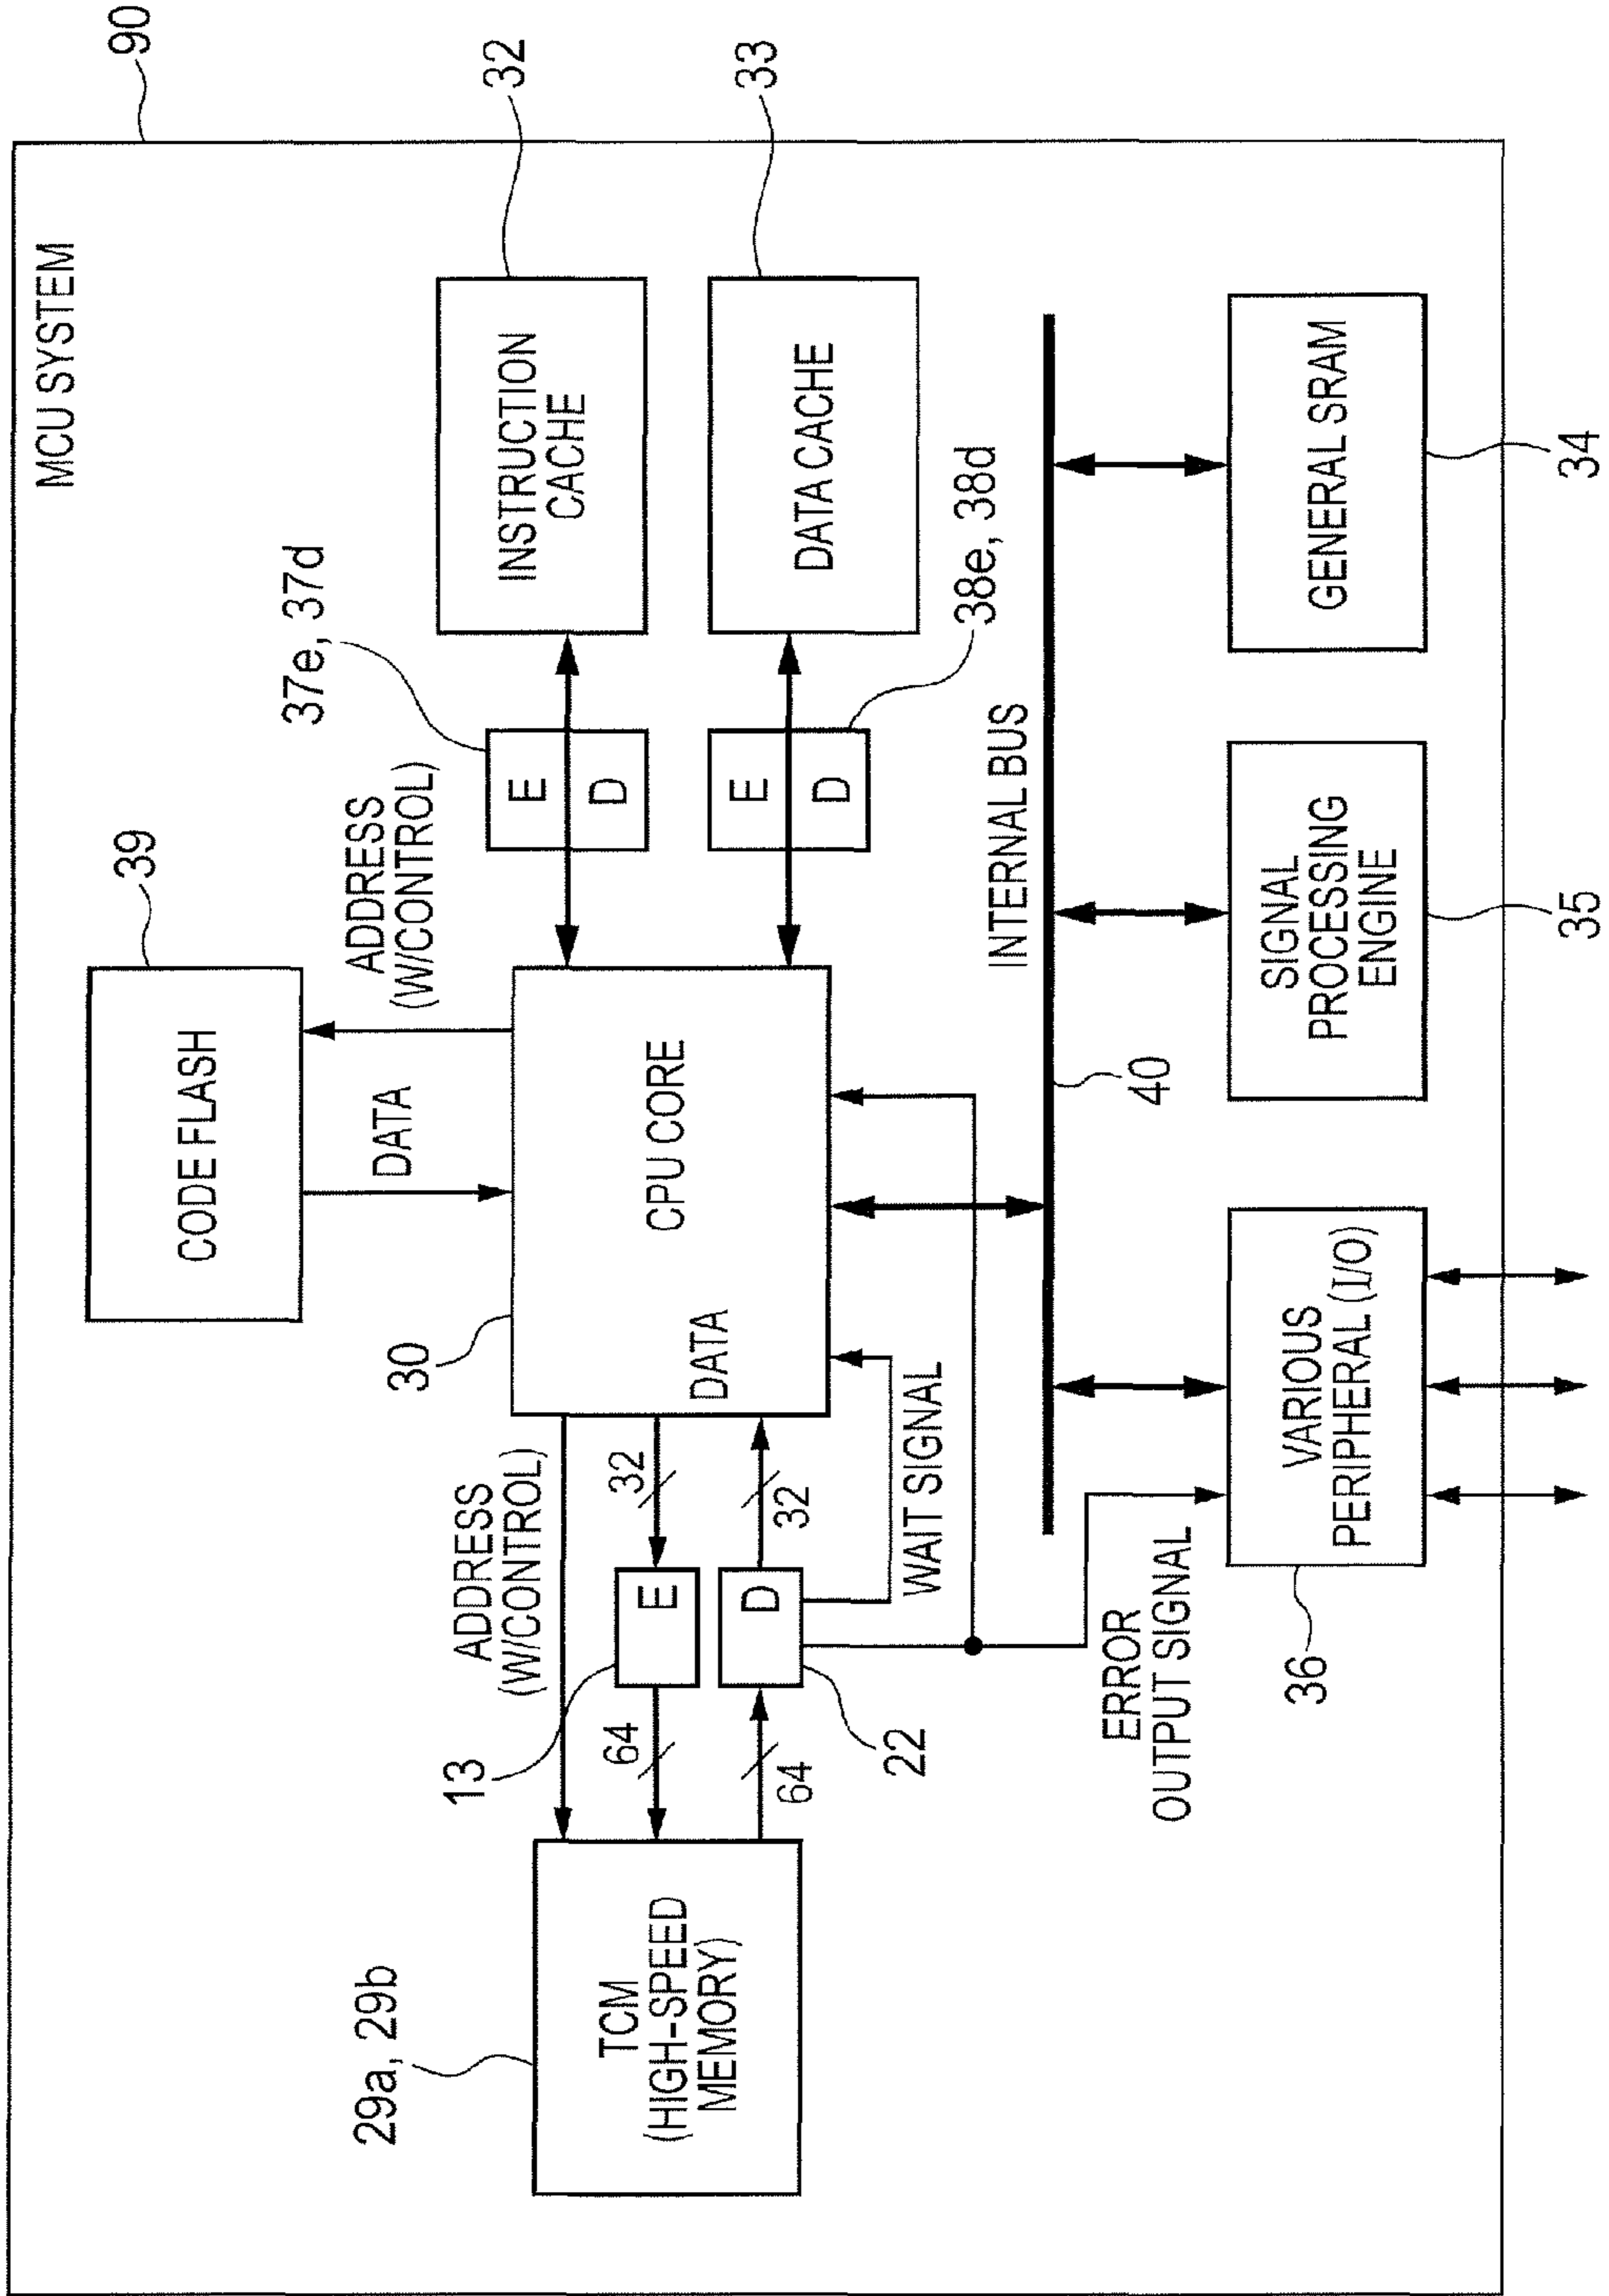 90
MCU SYSTEM
39
CODE FLASH
DATA
ADDRESS
(W/CONTROL)
37e, 37d
32
INSTRUCTION
CACHE
E
D
29a, 29b
TCM
(HIGH-SPEED
MEMORY)
ADDRESS
(W/CONTROL)
13
64
E
32
64
D
32
22
30
CPU CORE
DATA
WAIT SIGNAL
E
D
38e, 38d
33
DATA CACHE
INTERNAL BUS
40
ERROR
OUTPUT SIGNAL
36
VARIOUS
PERIPHERAL (I/O)
SIGNAL
PROCESSING
ENGINE
35
GENERAL SRAM
34